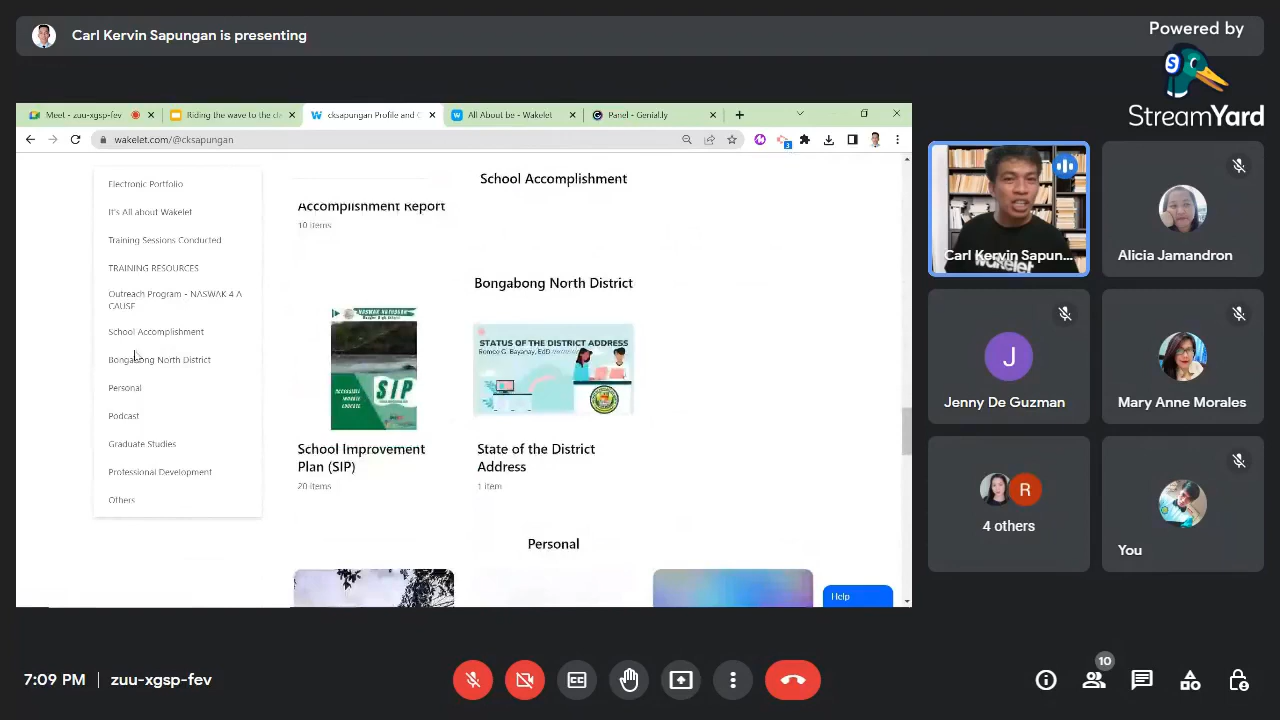 Carl Kervin Sapungan is presenting
Powered by
S
StreamYard
Meet - zuu-xgsp-fev
Riding the wave to the cl
cksapungan Profile and C
All About be - Wakelet
Panel - Genially
wakelet.com/@cksapungan
3
Electronic Portfolio
It's All about Wakelet
Training Sessions Conducted
TRAINING RESOURCES
Outreach Program - NASWAK 4 A
CAUSE
School Accomplishment
Bongabong North District
Personal
Podcast
Graduate Studies
Professional Development
Others
School Accomplishment
Accomplishment Report
10 items
Bongabong North District
SIP
STATUS OF THE DISTRICT
ADDRESS
Romeo G. Bayanay, EdD
School Improvement
Plan (SIP)
20 items
State of the District
Address
1 item
Personal
Help
wakelet
Carl Kervin Sapun...
Alicia Jamandron
J
Jenny De Guzman
Mary Anne Morales
R
4 others
You
7:09 PM
zuu-xgsp-fev
10